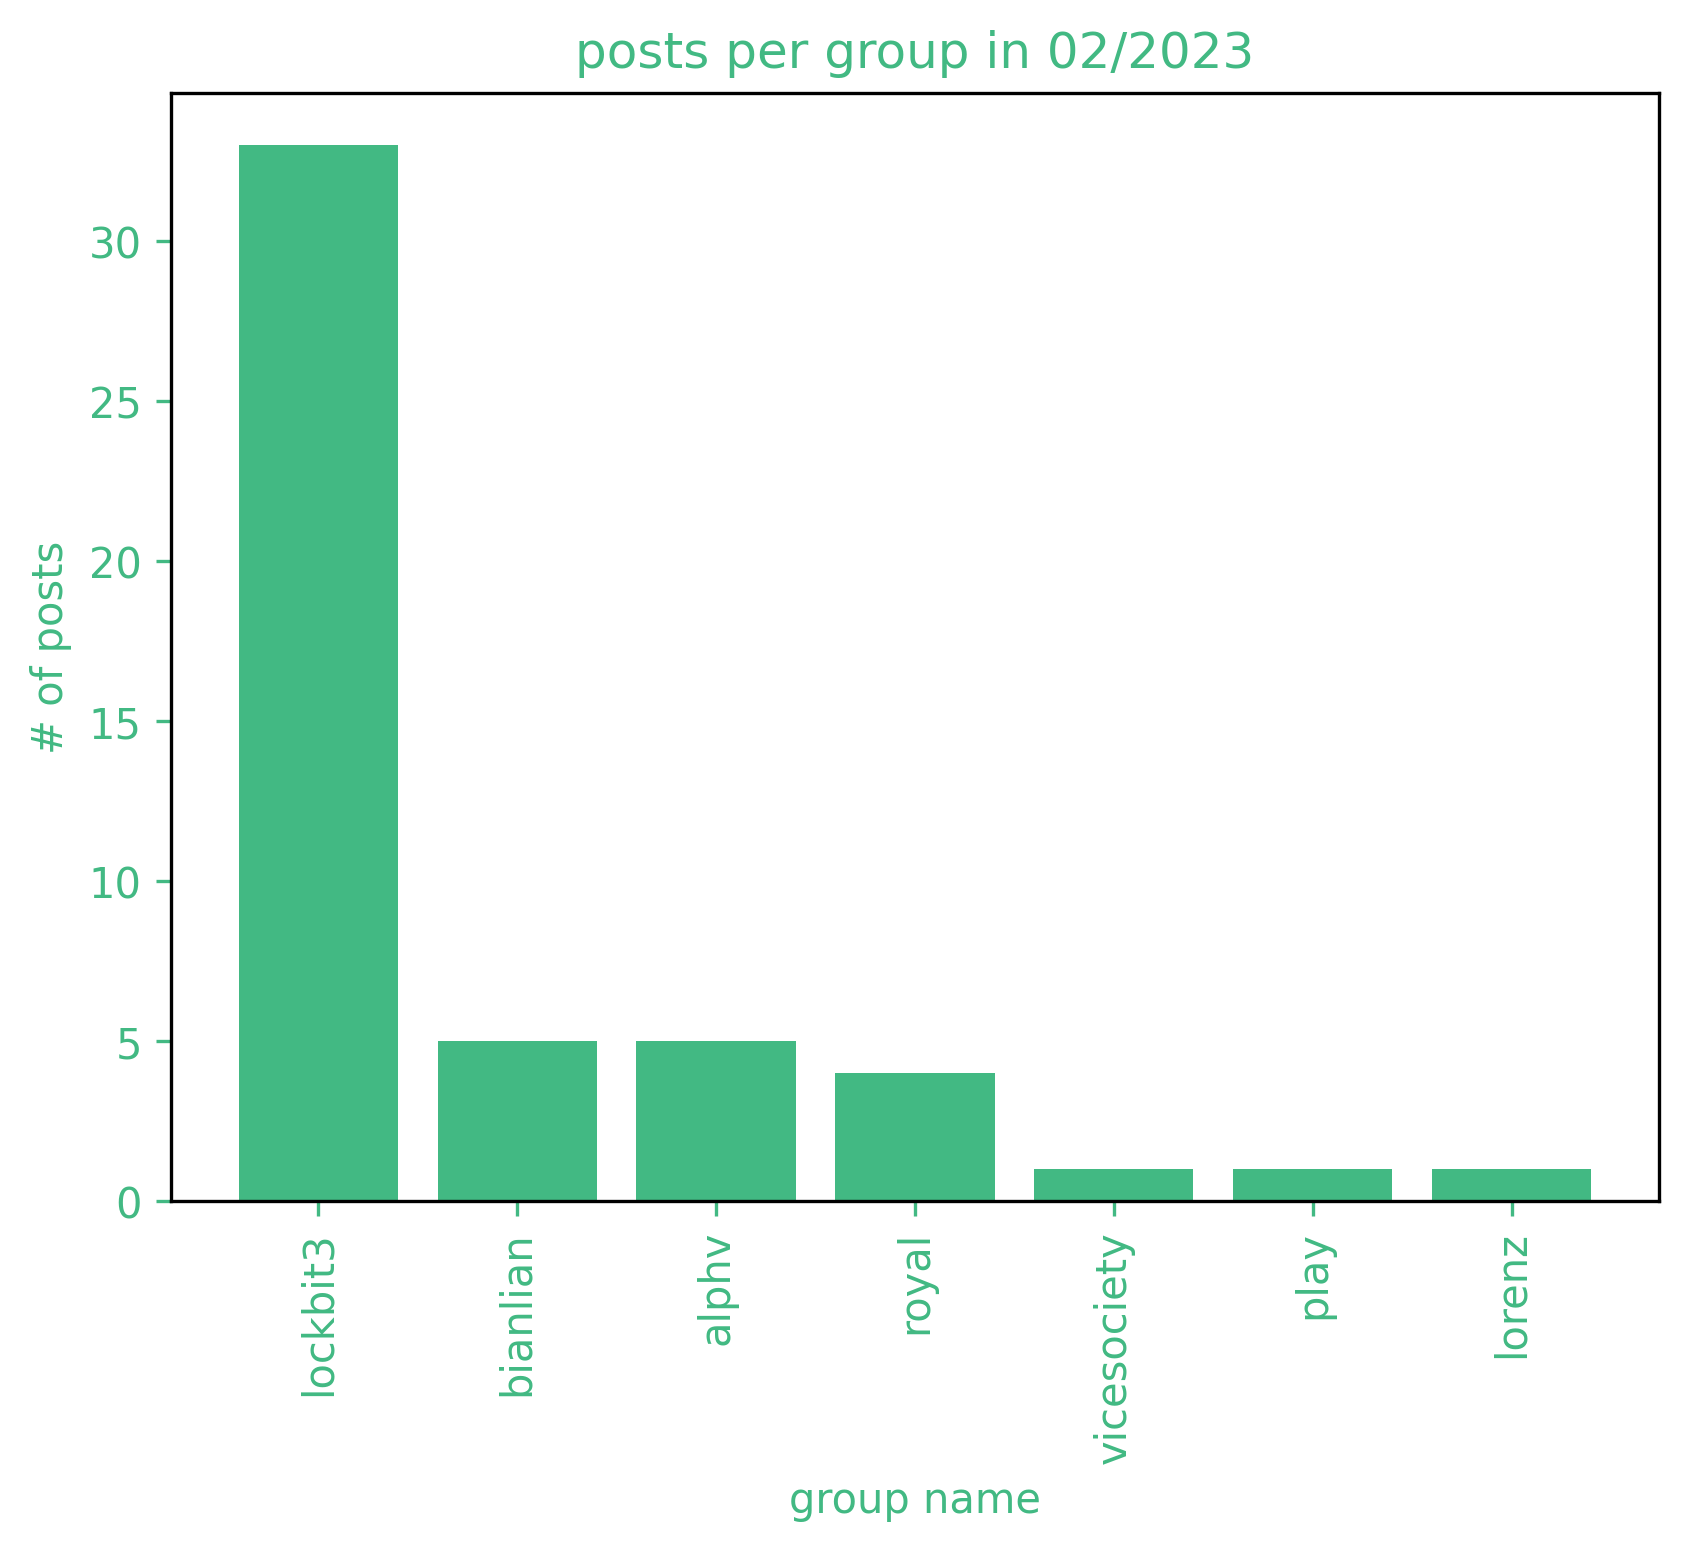 posts per group in 02/2023
# of posts
30
25
20
15
10
5
0
lockbit3
bianlian
alphv
royal
vicesociety
play
lorenz
group name